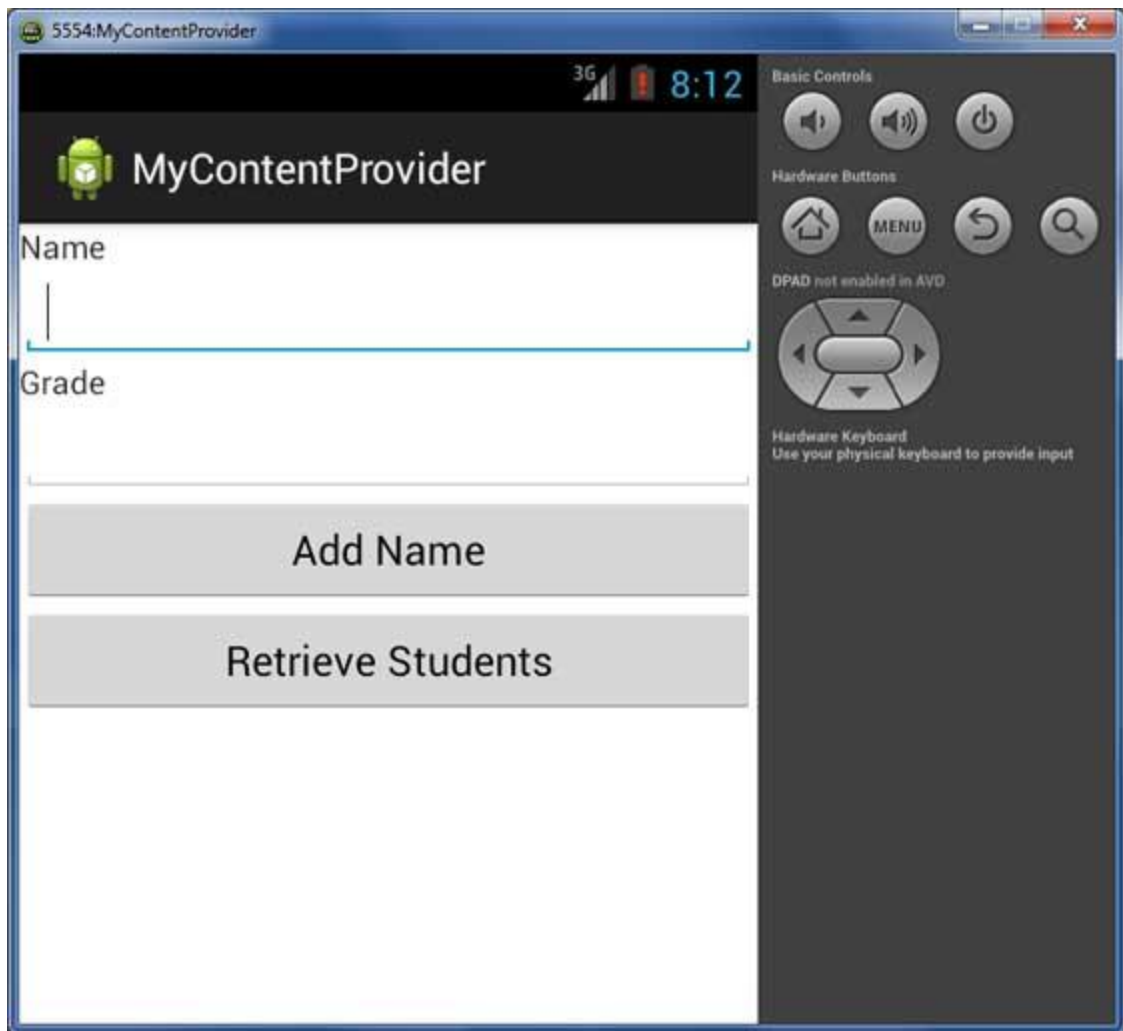 5554:MyContentProvider
3G 8:12
MyContentProvider
Name
Grade
Add Name
Retrieve Students
Basic Controls
Hardware Buttons
MENU
DPAD not enabled in AVD
Hardware Keyboard
Use your physical keyboard to provide input